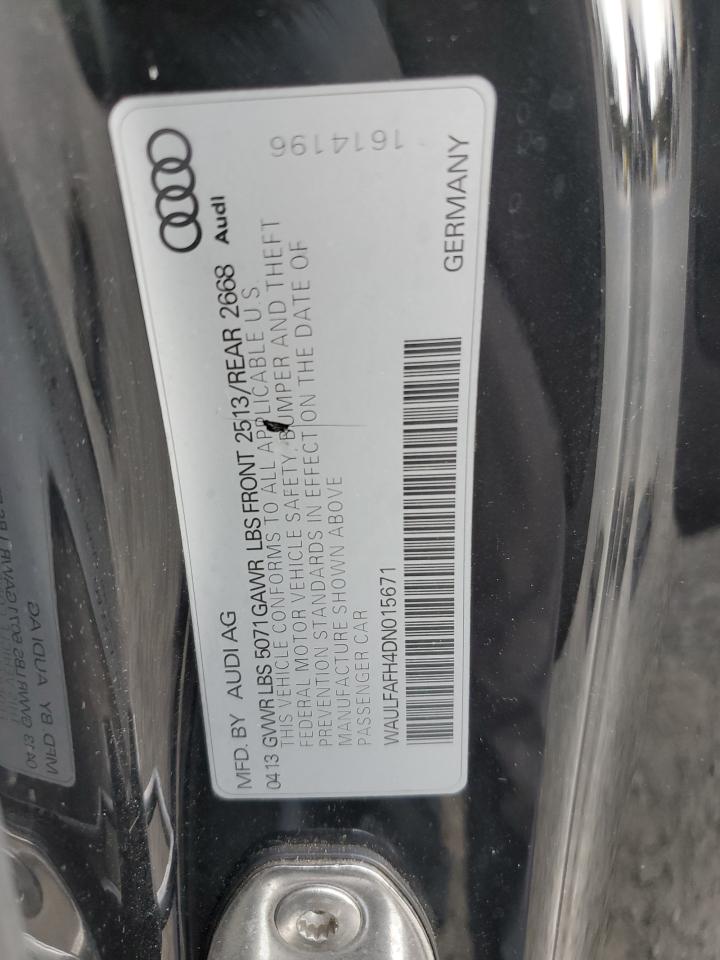 MFD. BY AUDI AG
Audi
04 13 GVWR LBS 5071 GAWR LBS FRONT 2513/REAR 2668
THIS VEHICLE CONFORMS TO ALL APPLICABLE U.S.
FEDERAL MOTOR VEHICLE SAFETY, BUMPER AND THEFT
PREVENTION STANDARDS IN EFFECT ON THE DATE OF
MANUFACTURE SHOWN ABOVE
PASSENGER CAR
WAULFAFH4DN015671
GERMANY
1614196